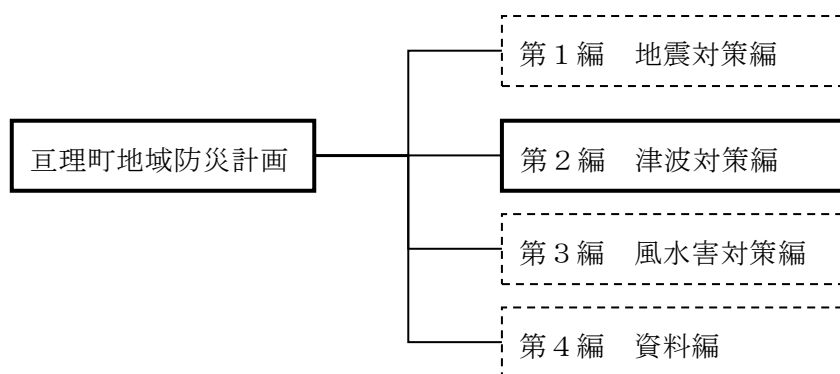 第１編　地震対策編
亘理町地域防災計画
第２編　津波対策編
第３編　風水害対策編
第４編　資料編